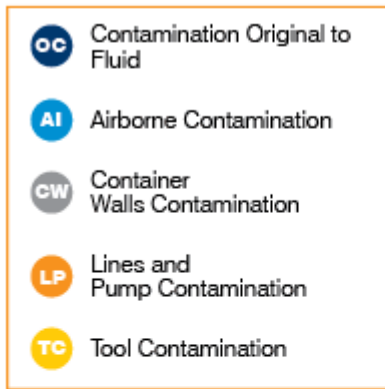 OC Contamination Original to
Fluid
AI Airborne Contamination
CW Container
Walls Contamination
LP Lines and
Pump Contamination
TC Tool Contamination